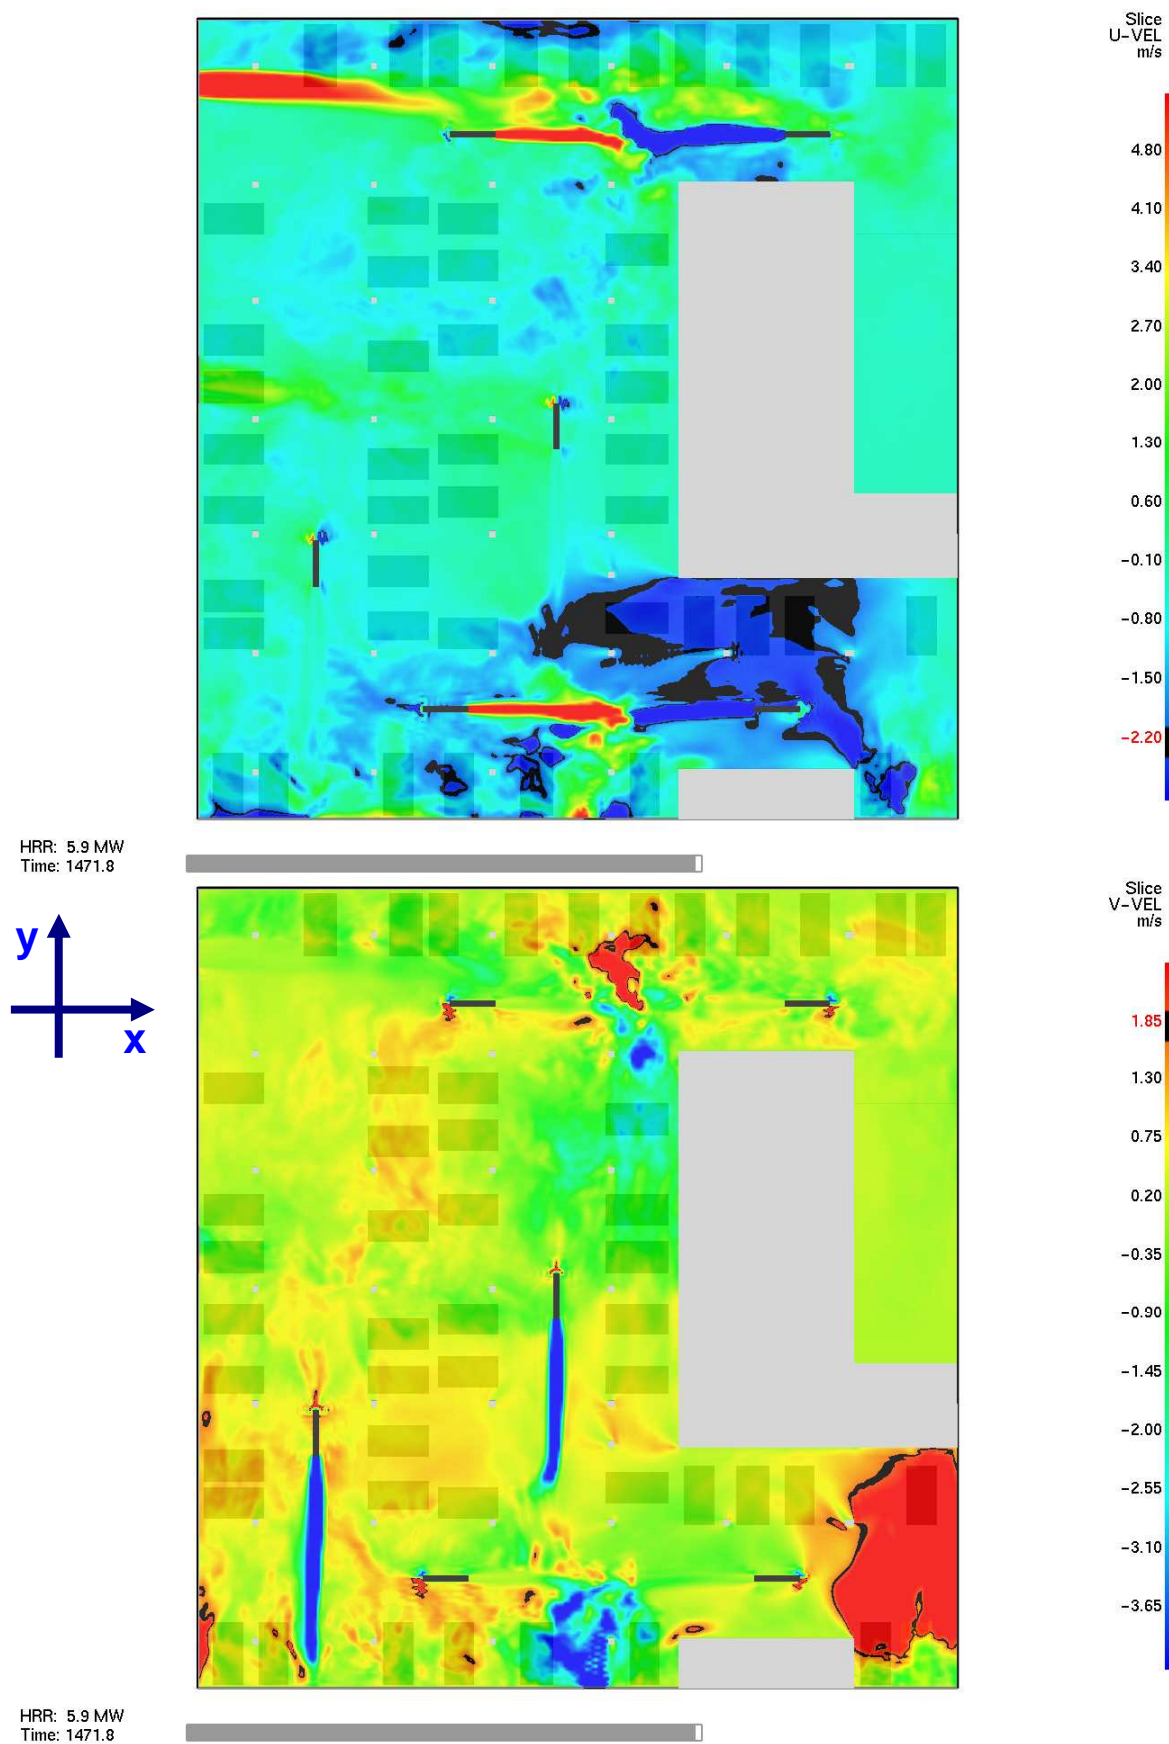 Slice
U-VEL
m/s
4.80
4.10
3.40
2.70
2.00
1.30
0.60
-0.10
-0.80
-1.50
-2.20
HRR: 5.9 MW
Time: 1471.8
Slice
V-VEL
m/s
y
x
1.85
1.30
0.75
0.20
-0.35
-0.90
-1.45
-2.00
-2.55
-3.10
-3.65
HRR: 5.9 MW
Time: 1471.8